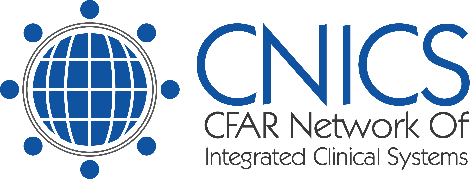 CNICS
CFAR Network Of
Integrated Clinical Systems